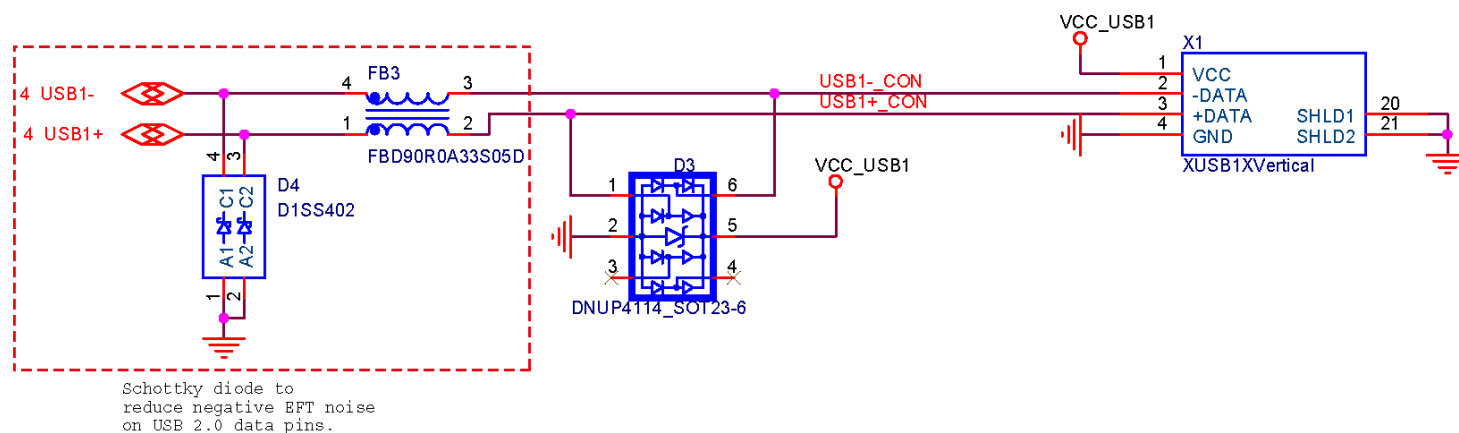 VCC_USB1
X1
FB3
4 3
1 VCC
4 USB1-
USB1-_CON
2 -DATA
USB1+_CON
3 +DATA
SHLD1 20
4 USB1+
1 2
4 GND
SHLD2 21
FBD90R0A33S05D
XUSB1XVertical
4 3
D3
VCC_USB1
D4
C1 C2
D1SS402
1 6
2 5
A1 A2
3 4
1 2
DNUP4114_SOT23-6
Schottky diode to
reduce negative EFT noise
on USB 2.0 data pins.